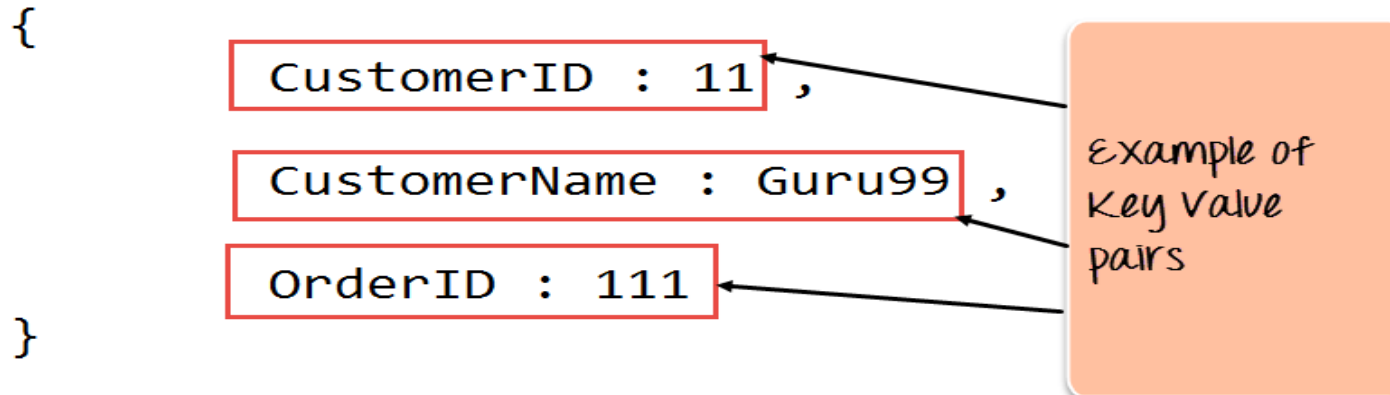 {
CustomerID : 11 ,
CustomerName : Guru99 ,
OrderID : 111
}
Example of
Key Value
pairs